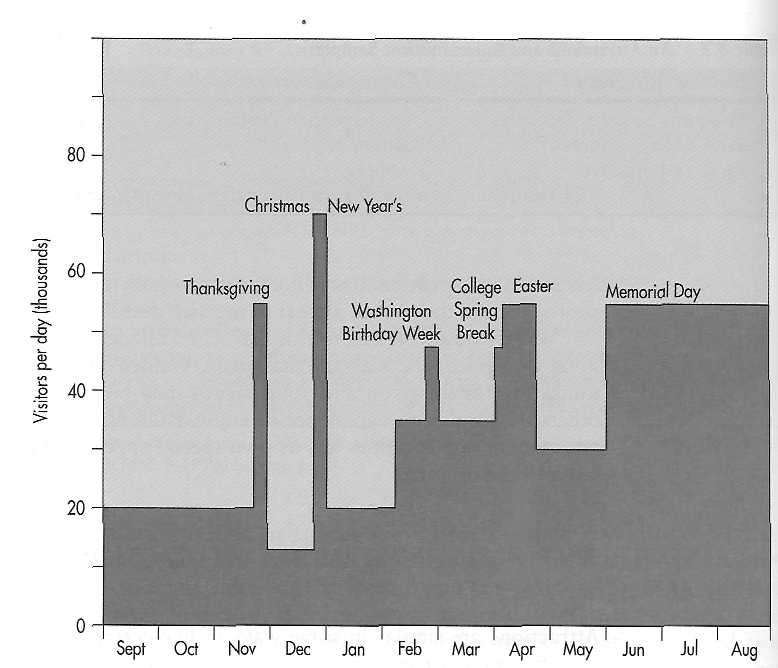 80
Christmas New Year's
60
Thanksgiving
College Easter
Memorial Day
Washington Spring
Birthday Week Break
40
20
0
Visitors per day (thousands)
Sept Oct Nov Dec Jan Feb Mar Apr May Jun Jul Aug